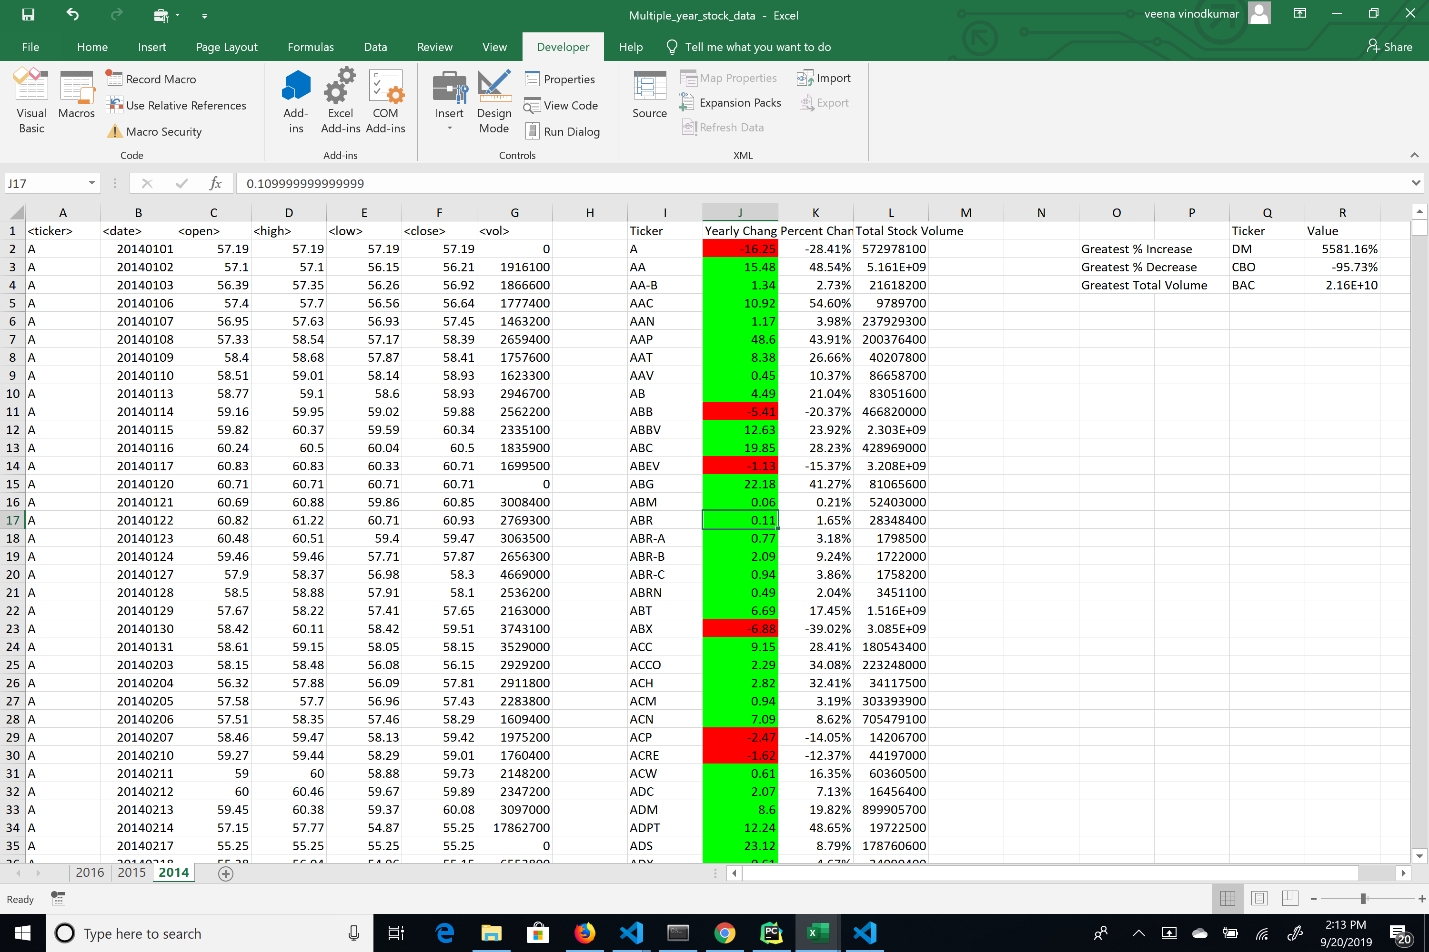 Multiple_year_stock_data - Excel
veena vinodkumar
File Home Insert Page Layout Formulas Data Review View Developer Help Tell me what you want to do Share
Visual Basic
Macros
Record Macro
Use Relative References
Macro Security
Code
Add-ins
Excel Add-ins
COM Add-ins
Add-ins
Insert
Design Mode
Properties
View Code
Run Dialog
Controls
Source
Map Properties
Expansion Packs
Refresh Data
Import
Export
XML
J17 fx 0.109999999999999
A B C D E F G H I J K L M N O P Q R
1 <ticker> <date> <open> <high> <low> <close> <vol> Ticker Yearly Chang Percent Chan Total Stock Volume Ticker Value
2 A 20140101 57.19 57.19 57.19 57.19 0 A -16.25 -28.41% 572978100 Greatest % Increase DM 5581.16%
3 A 20140102 57.1 57.1 56.15 56.21 1916100 AA 15.48 48.54% 5.161E+09 Greatest % Decrease CBO -95.73%
4 A 20140103 56.39 57.35 56.26 56.92 1866600 AA-B 1.34 2.73% 21618200 Greatest Total Volume BAC 2.16E+10
5 A 20140106 57.4 57.7 56.56 56.64 1777400 AAC 10.92 54.60% 9789700
6 A 20140107 56.95 57.63 56.93 57.45 1463200 AAN 1.17 3.98% 237929300
7 A 20140108 57.33 58.54 57.17 58.39 2659400 AAP 48.6 43.91% 200376400
8 A 20140109 58.4 58.68 57.87 58.41 1757600 AAT 8.38 26.66% 40207800
9 A 20140110 58.51 59.01 58.14 58.93 1623300 AAV 0.45 10.37% 86658700
10 A 20140113 58.77 59.1 58.6 58.93 2946700 AB 4.49 21.04% 83051600
11 A 20140114 59.16 59.95 59.02 59.88 2562200 ABB -5.41 -20.37% 466820000
12 A 20140115 59.82 60.37 59.59 60.34 2335100 ABBV 12.63 23.92% 2.303E+09
13 A 20140116 60.24 60.5 60.04 60.5 1835900 ABC 19.85 28.23% 428969000
14 A 20140117 60.83 60.83 60.33 60.71 1699500 ABEV -1.13 -15.37% 3.208E+09
15 A 20140120 60.71 60.71 60.71 60.71 0 ABG 22.18 41.27% 81065600
16 A 20140121 60.69 60.88 59.86 60.85 3008400 ABM 0.06 0.21% 52403000
17 A 20140122 60.82 61.22 60.71 60.93 2769300 ABR 0.11 1.65% 28348400
18 A 20140123 60.48 60.51 59.4 59.47 3063500 ABR-A 0.77 3.18% 1798500
19 A 20140124 59.46 59.46 57.71 57.87 2656300 ABR-B 2.09 9.24% 1722000
20 A 20140127 57.9 58.37 56.98 58.3 4669000 ABR-C 0.94 3.86% 1758200
21 A 20140128 58.5 58.88 57.91 58.1 2536200 ABRN 0.49 2.04% 3451100
22 A 20140129 57.67 58.22 57.41 57.65 2163000 ABT 6.69 17.45% 1.516E+09
23 A 20140130 58.42 60.11 58.42 59.51 3743100 ABX -6.88 -39.02% 3.085E+09
24 A 20140131 58.61 59.15 58.05 58.15 3529000 ACC 9.15 28.41% 180543400
25 A 20140203 58.15 58.48 56.08 56.15 2929200 ACCO 2.29 34.08% 223248000
26 A 20140204 56.32 57.88 56.09 57.81 2911800 ACH 2.82 32.41% 34117500
27 A 20140205 57.58 57.7 56.96 57.43 2283800 ACM 0.94 3.19% 303393900
28 A 20140206 57.51 58.35 57.46 58.29 1609400 ACN 7.09 8.62% 705479100
29 A 20140207 58.46 59.47 58.13 59.42 1975200 ACP -2.47 -14.05% 14206700
30 A 20140210 59.27 59.44 58.29 59.01 1760400 ACRE -1.62 -12.37% 44197000
31 A 20140211 59 60 58.88 59.73 2148200 ACW 0.61 16.35% 60360500
32 A 20140212 60 60.46 59.67 59.89 2347200 ADC 2.07 7.13% 16456400
33 A 20140213 59.45 60.38 59.37 60.08 3097000 ADM 8.6 19.82% 899905700
34 A 20140214 57.15 57.77 54.87 55.25 17862700 ADPT 12.24 48.65% 19722500
35 A 20140217 55.25 55.25 55.25 55.25 0 ADS 23.12 8.79% 178760600
2016 2015 2014
Ready
Type here to search
PC
2:13 PM
9/20/2019
20